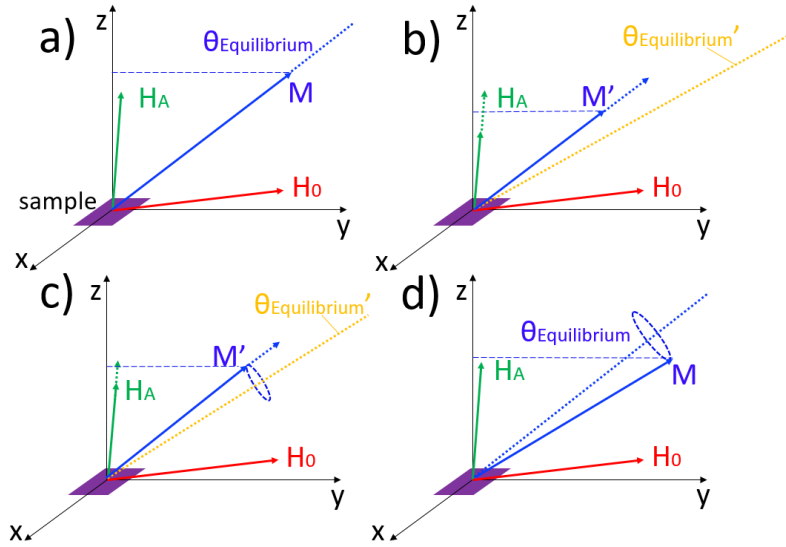 a)
z
θEquilibrium
M
HA
H0
sample
y
x
b)
z
θEquilibrium'
M'
HA
H0
y
x
c)
z
θEquilibrium'
M'
HA
H0
y
x
d)
z
θEquilibrium
M
HA
H0
y
x